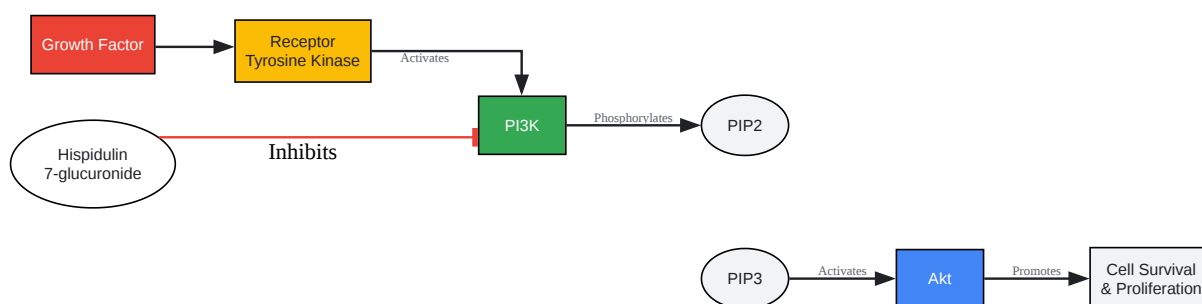 Growth Factor
Receptor
Tyrosine Kinase
Activates
PI3K
Phosphorylates
PIP2
Hispidulin
7-glucuronide
Inhibits
PIP3
Activates
Akt
Promotes
Cell Survival
& Proliferation